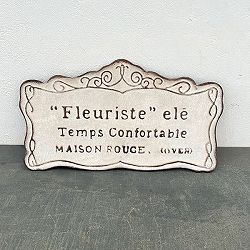 "Fleuriste" elé
Temps Confortable
MAISON ROUGE. (OVER)